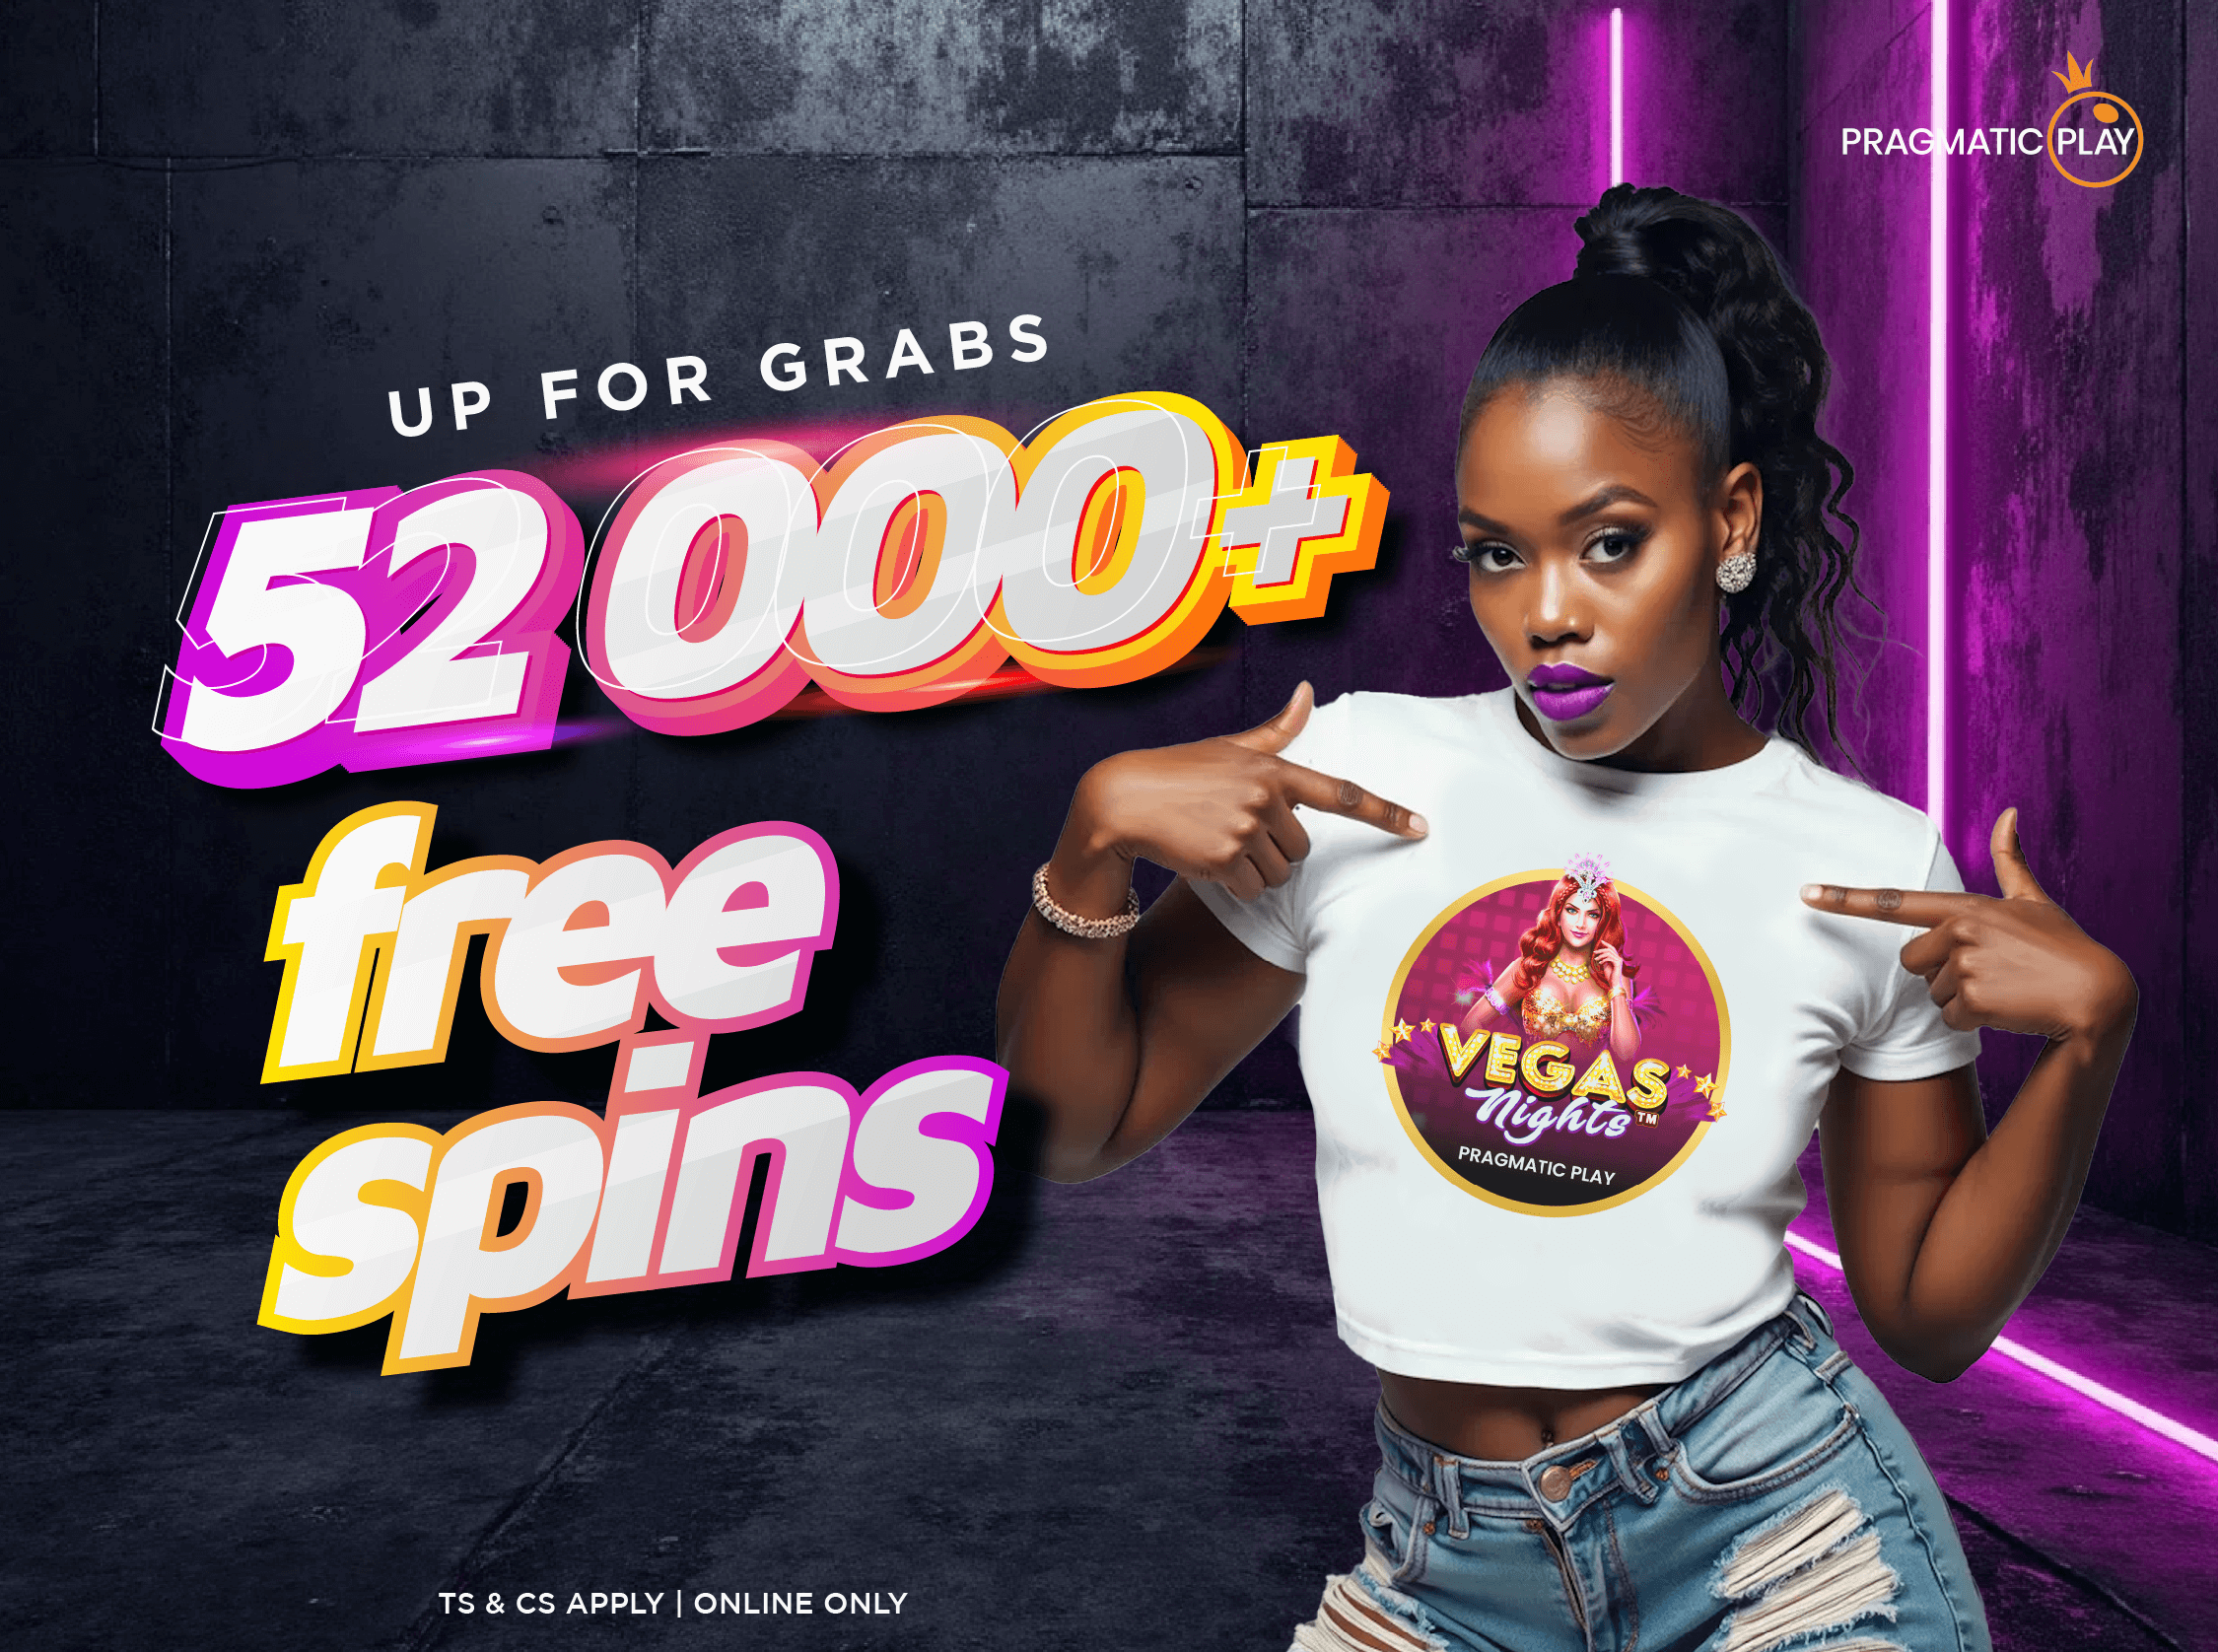 PRAGMATIC PLAY
UP FOR GRABS
52 000+
free
spins
VEGAS
Nights™
PRAGMATIC PLAY
TS & CS APPLY | ONLINE ONLY